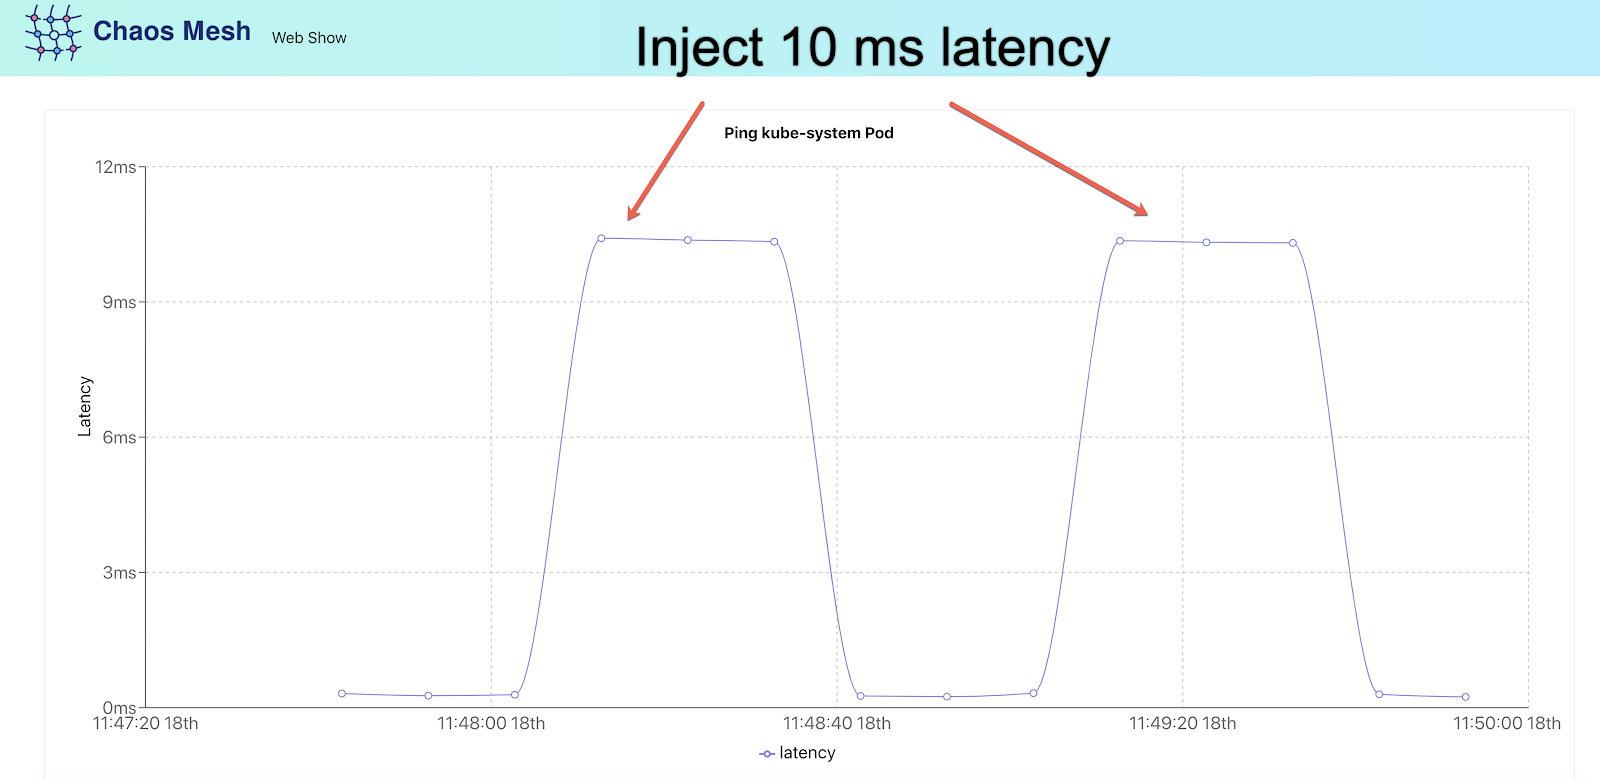 Chaos Mesh
Web Show
Inject 10 ms latency
Ping kube-system Pod
12ms
9ms
6ms
3ms
0ms
Latency
11:47:20 18th
11:48:00 18th
11:48:40 18th
11:49:20 18th
11:50:00 18th
latency